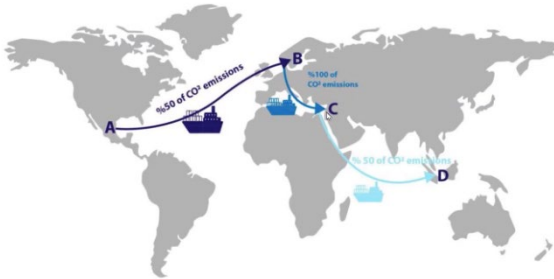 B
%50 of CO² emissions
%100 of
CO² emissions
A
C
% 50 of CO² emissions
D